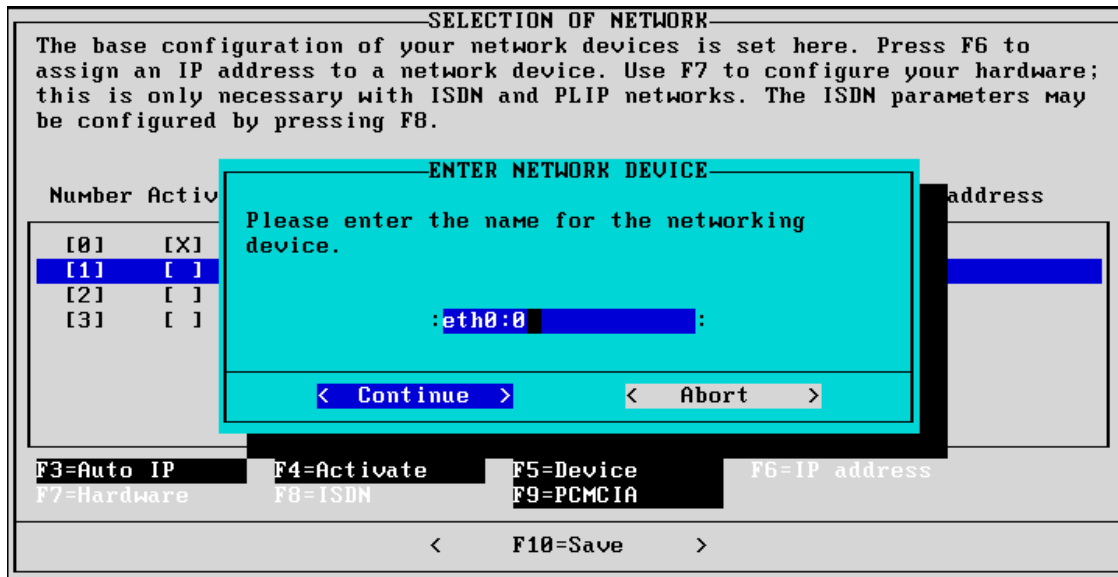 SELECTION OF NETWORK
The base configuration of your network devices is set here. Press F6 to
assign an IP address to a network device. Use F7 to configure your hardware;
this is only necessary with ISDN and PLIP networks. The ISDN parameters may
be configured by pressing F8.
ENTER NETWORK DEVICE
Number Activ address
Please enter the name for the networking
device.
[0] [X]
[1] [ ]
[2] [ ]
[3] [ ]
:eth0:0 :
< Continue > < Abort >
F3=Auto IP F4=Activate F5=Device F6=IP address
F7=Hardware F8=ISDN F9=PCMCIA
< F10=Save >